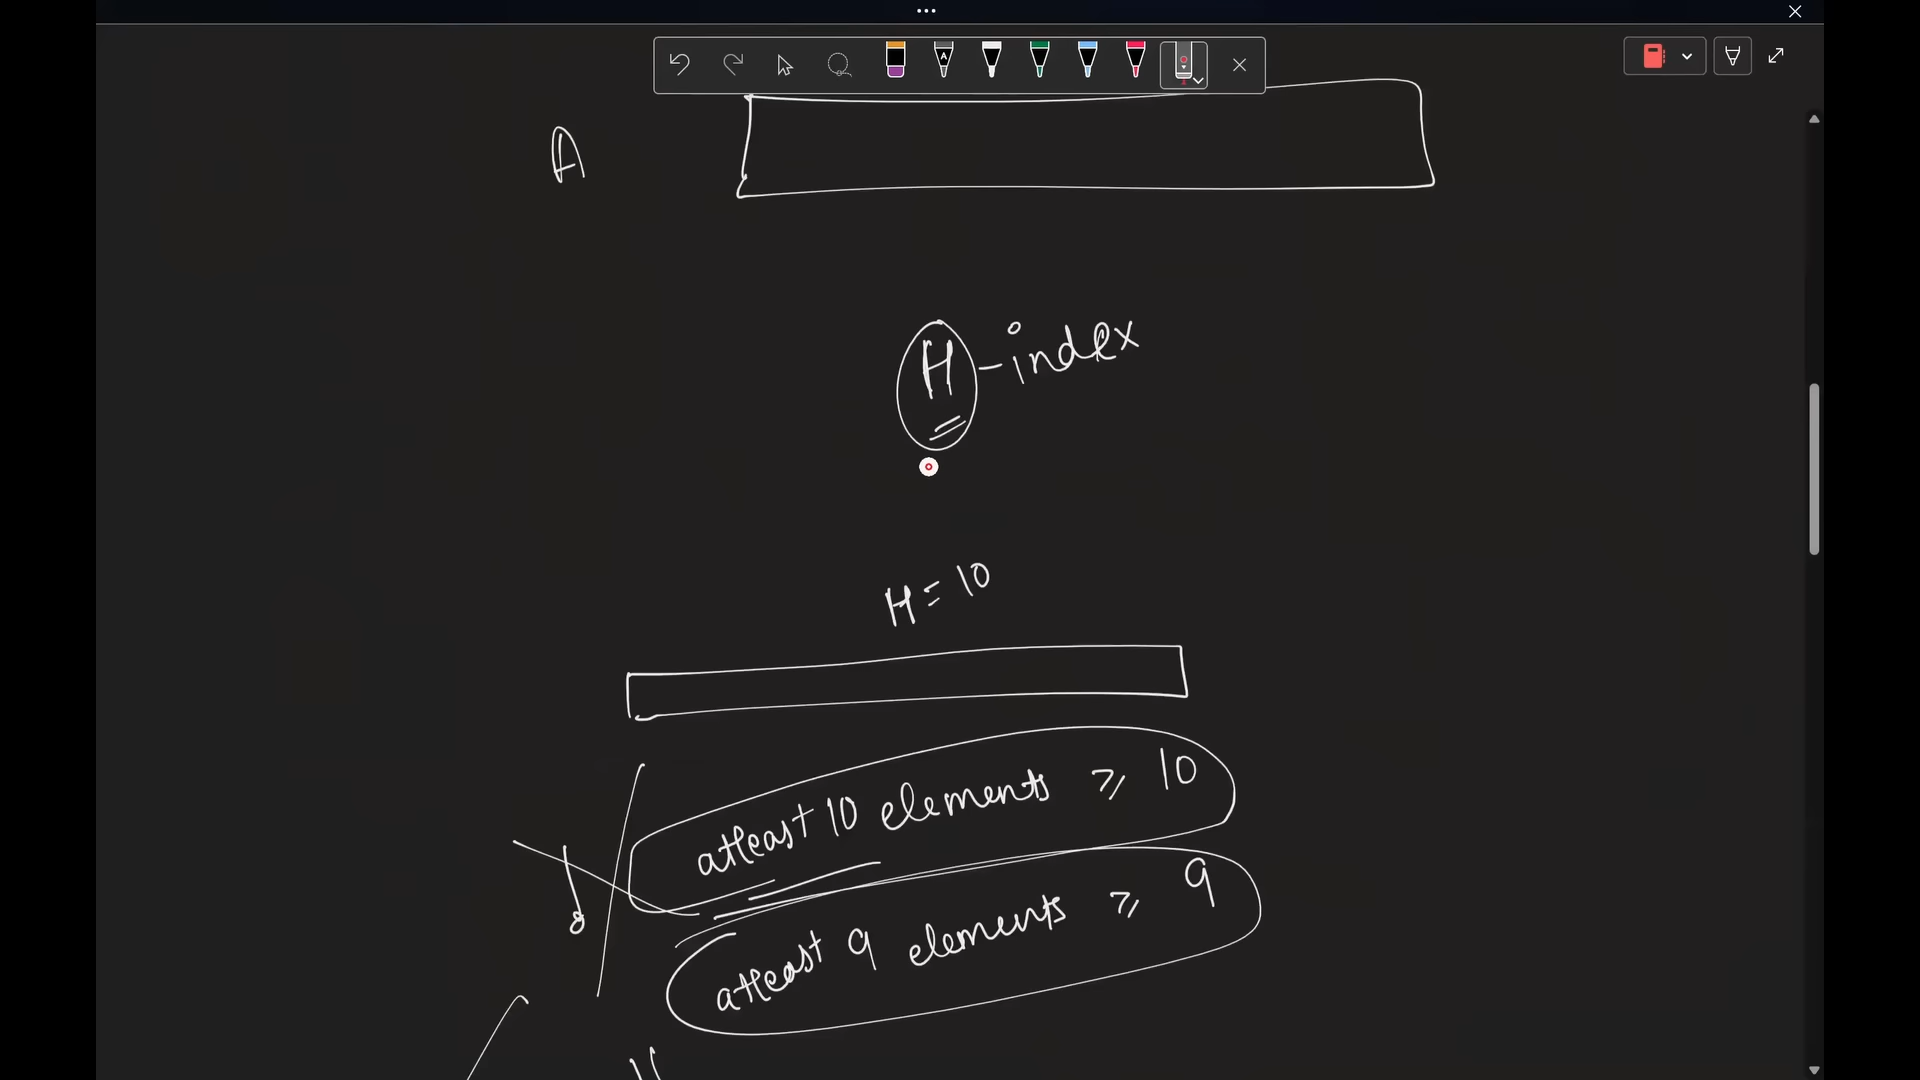 A
H-index
H = 10
atleast 10 elements ≥ 10
atleast 9 elements ≥ 9